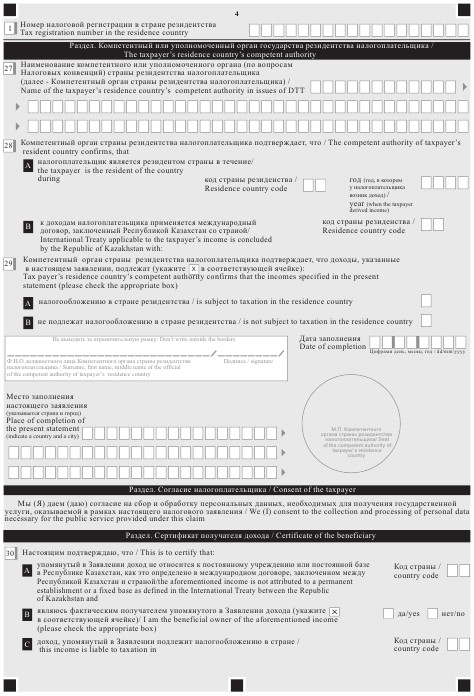 4
1 Номер налоговой регистрации в стране резидентства
Tax registration number in the residence country
Раздел. Компетентный или уполномоченный орган государства резидентства налогоплательщика /
The taxpayer's residence country's competent authority
27 Наименование компетентного или уполномоченного органа (по вопросам
Налоговых конвенций) страны резидентства налогоплательщика
(далее - Компетентный орган страны резидентства налогоплательщика) /
Name of the taxpayer's residence country's competent authority in issues of DTT
28 Компетентный орган страны резидентства налогоплательщика подтверждает, что / The competent authority of taxpayer's
resident country confirms, that
A налогоплательщик является резидентом страны в течение/
the taxpayer is the resident of the country
during
код страны резиденства /
Residence country code
год (год, в котором
у налогоплательщика
возник доход) /
year (when the taxpayer
derived income)
B к доходам налогоплательщика применяется международный
договор, заключенный Республикой Казахстан со страной/
International Treaty applicable to the taxpayer's income is concluded
by the Republic of Kazakhstan with:
код страны резиденства /
Residence country code
29 Компетентный орган страны резидентства налогоплательщика подтверждает, что доходы, указанные
в настоящем заявлении, подлежат (укажите X в соответствующей ячейке):
Tax payer's residence country's competent authority confirms that the incomes specified in the present
statement (please check the appropriate box)
A налогообложению в стране резидентства / is subject to taxation in the residence country
B не подлежат налогообложению в стране резидентства / is not subject to taxation in the residence country
Не вылезать за ограничительную рамку/ Don't write outside the borders
Ф.И.О должностного лица Компетентного органа страны резидентства
налогоплательщика / Surname, first name, middle name of the official
of the competent authority of taxpayer's residence country
Подпись / signature
Дата заполнения
Date of completion
Цифрами день, месяц, год / dd/mm/yyyy
Место заполнения
настоящего заявления
(указывается страна и город)
Place of completion of
the present statement
(indicate a country and a city)
М.П. Компетентного
органа страны резидентства
налогоплательщика/ Seal
of the competent authority of
taxpayer's residence
country
Раздел. Согласие налогоплательщика / Consent of the taxpayer
Мы (Я) даем (даю) согласие на сбор и обработку персональных данных, необходимых для получения государственной
услуги, оказываемой в рамках настоящего налогового заявления / We (I) consent to the collection and processing of personal data
necessary for the public service provided under this claim
Раздел. Сертификат получателя дохода / Certificate of the beneficiary
30 Настоящим подтверждаю, что / This is to certify that:
A упомянутый в Заявлении доход не относится к постоянному учреждению или постоянной базе
в Республике Казахстан, как это определено в международном договоре, заключенном между
Республикой Казахстан и страной/the aforementioned income is not attributed to a permanent
establishment or a fixed base as defined in the International Treaty between the Republic
of Kazakhstan and
Код страны /
country code
B являюсь фактическим получателем упомянутого в Заявлении дохода (укажите X
в соответствующей ячейке)/ I am the beneficial owner of the aforementioned income
(please check the appropriate box)
да/yes
нет/no
C доход, упомянутый в Заявлении подлежит налогообложению в стране /
this income is liable to taxation in
Код страны /
country code